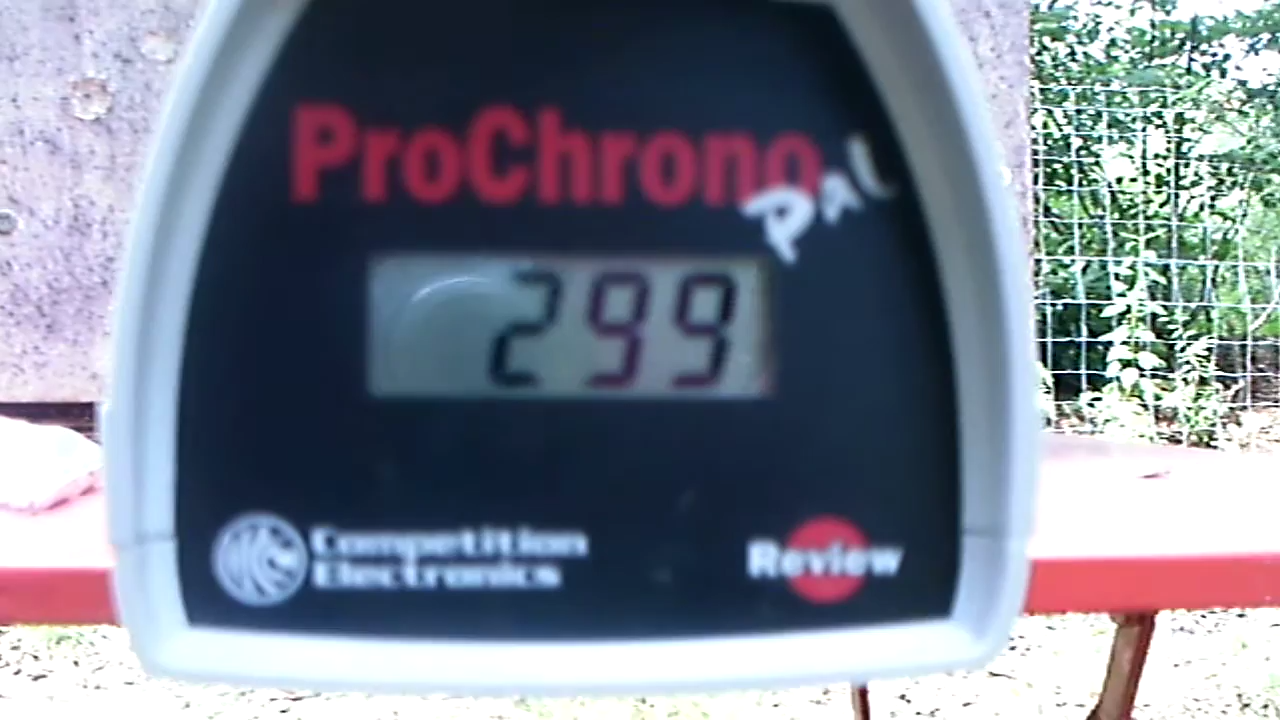 ProChrono
Pal
299
Competition
Electronics
Review